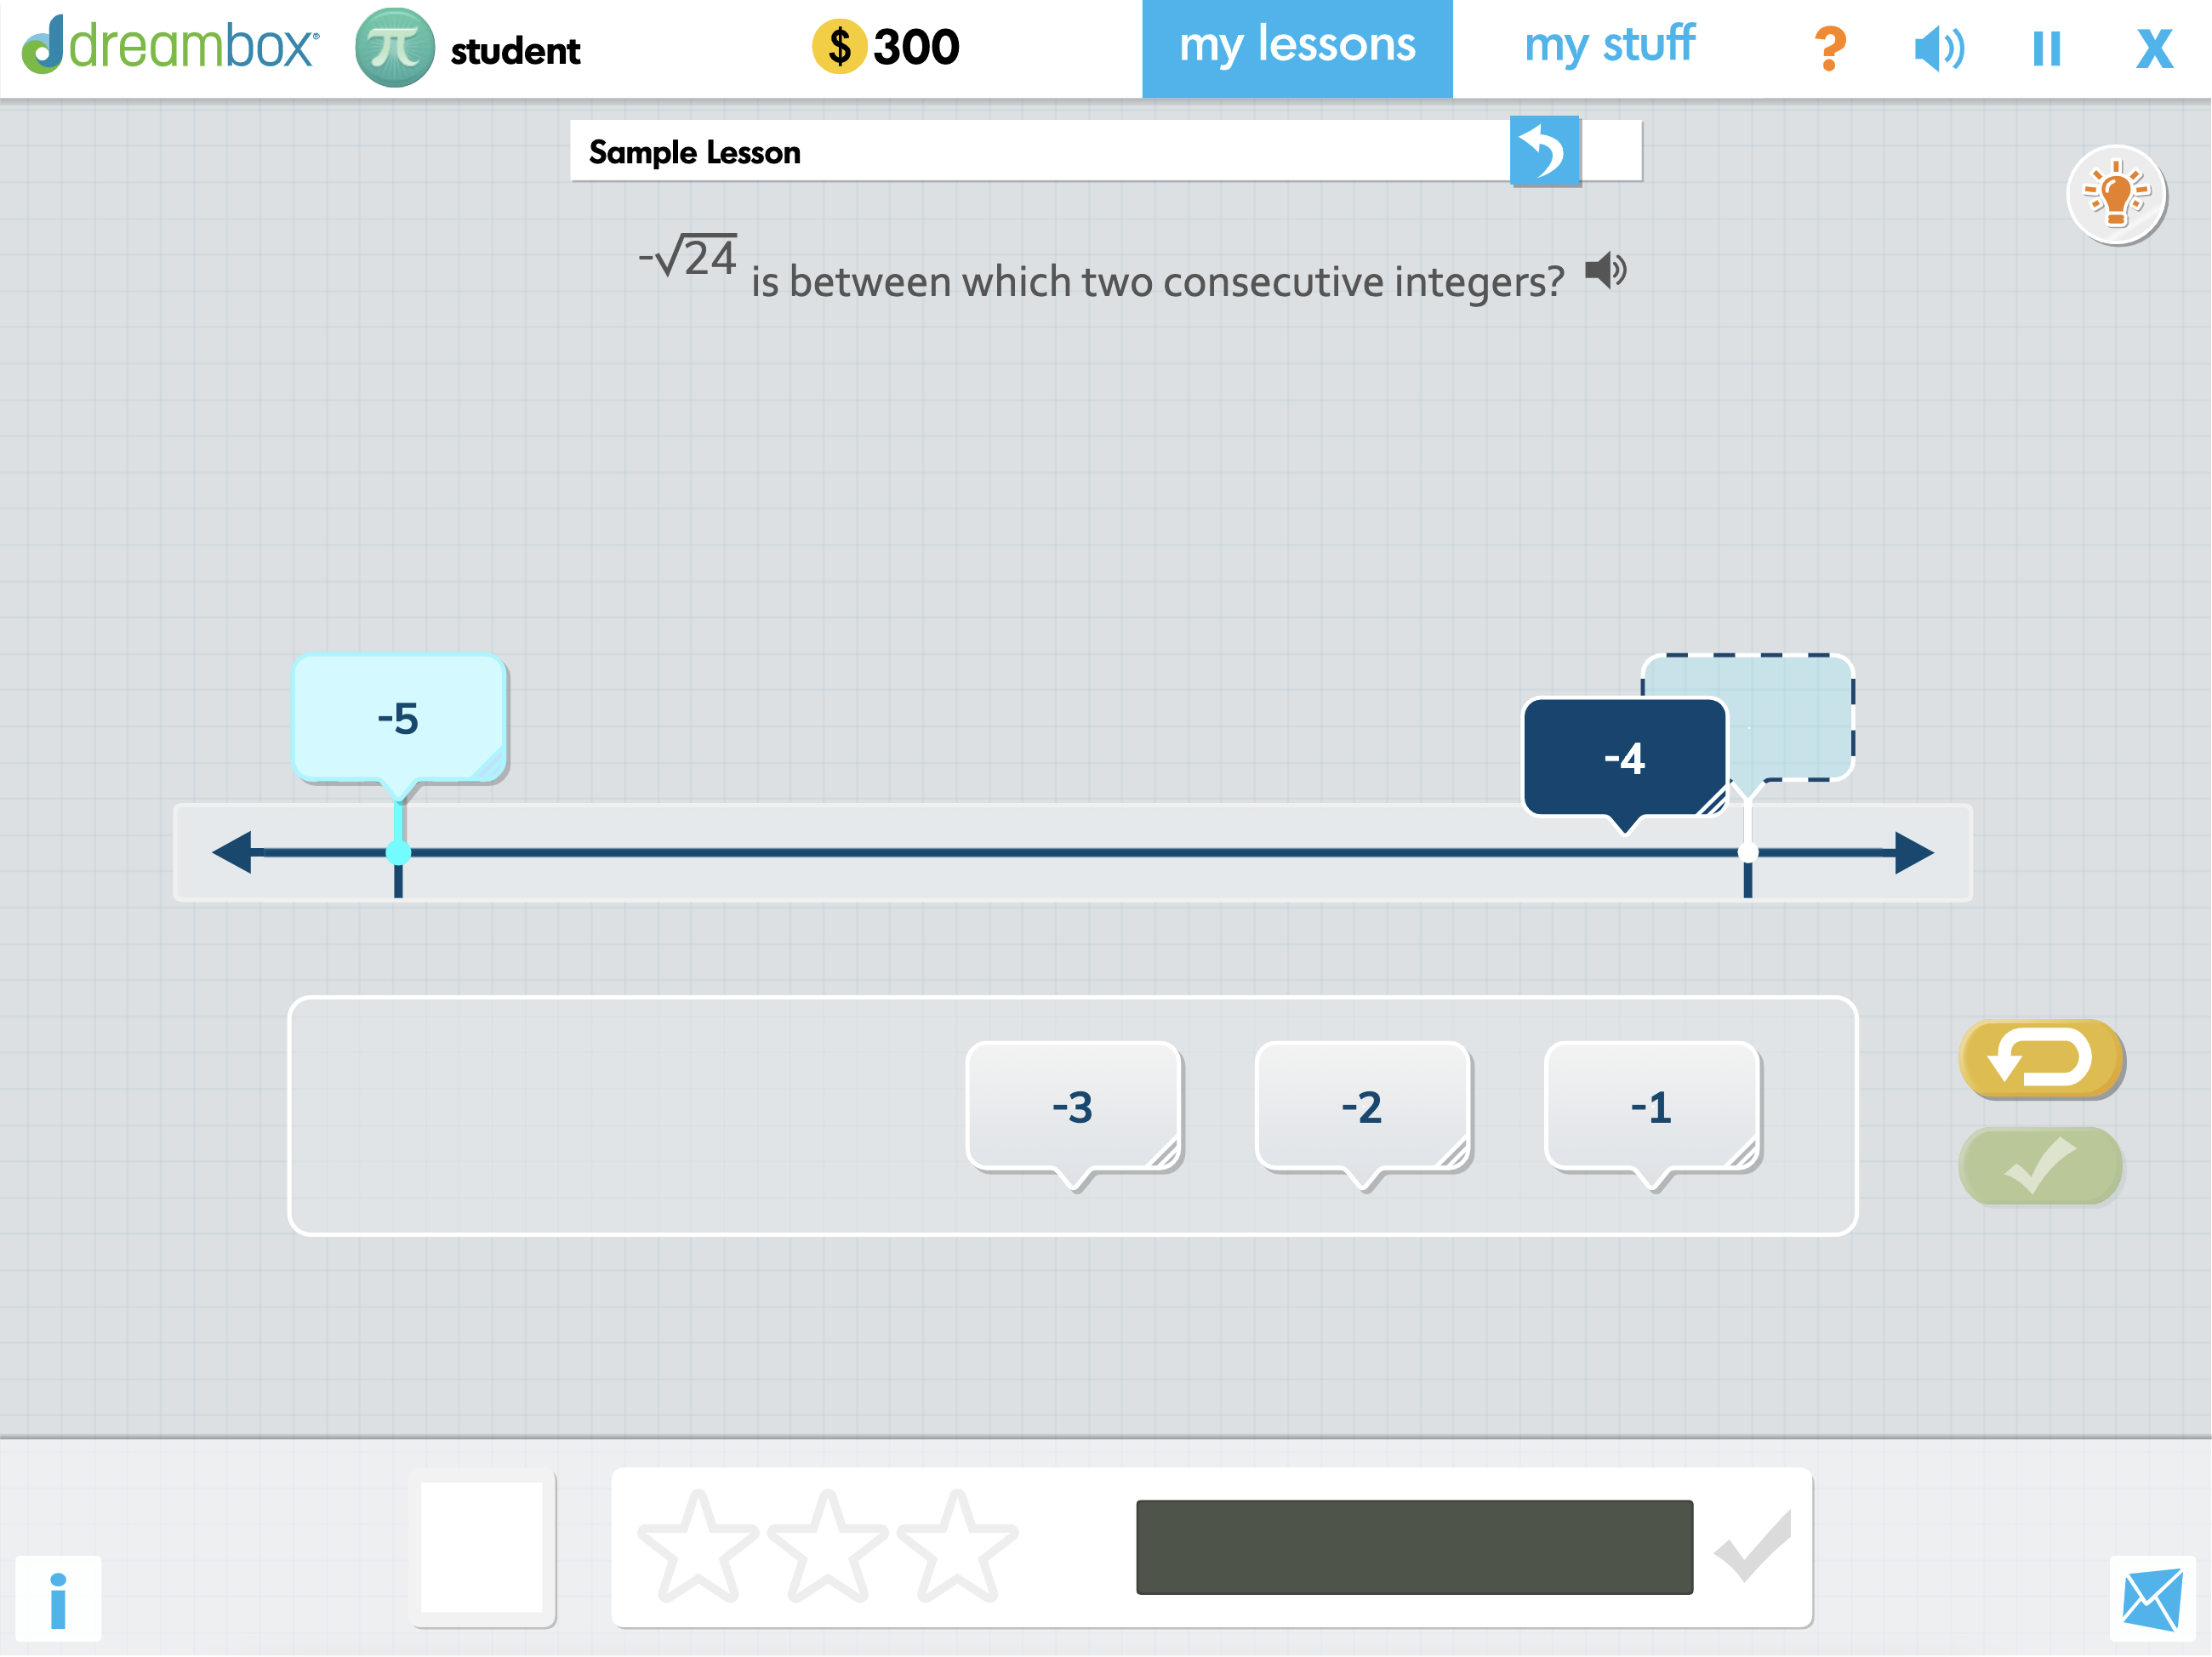 dreambox® student $ 300 my lessons my stuff ? X
Sample Lesson
-√24 is between which two consecutive integers?
-5
-4
-3 -2 -1
i